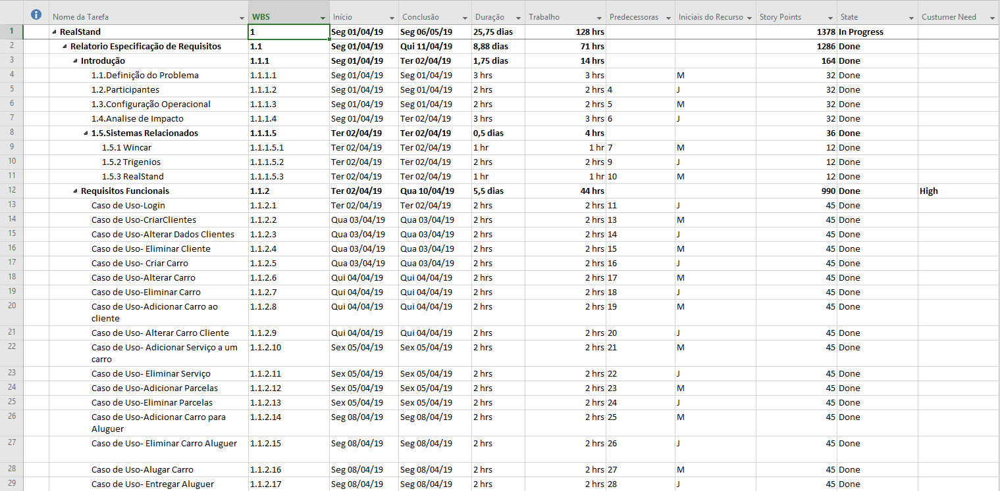 Nome da Tarefa WBS Início Conclusão Duração Trabalho Predecessoras Iniciais do Recurso Story Points State Custumer Need
1 RealStand 1 Seg 01/04/19 Seg 06/05/19 25,75 dias 128 hrs 1378 In Progress
2 Relatorio Especificação de Requisitos 1.1 Seg 01/04/19 Qui 11/04/19 8,88 dias 71 hrs 1286 Done
3 Introdução 1.1.1 Seg 01/04/19 Ter 02/04/19 1,75 dias 14 hrs 164 Done
4 1.1.Definição do Problema 1.1.1.1 Seg 01/04/19 Seg 01/04/19 3 hrs 3 hrs M 32 Done
5 1.2.Participantes 1.1.1.2 Seg 01/04/19 Seg 01/04/19 2 hrs 2 hrs 4 J 32 Done
6 1.3.Configuração Operacional 1.1.1.3 Seg 01/04/19 Seg 01/04/19 2 hrs 2 hrs 5 M 32 Done
7 1.4.Analise de Impacto 1.1.1.4 Seg 01/04/19 Ter 02/04/19 3 hrs 3 hrs 6 J 32 Done
8 1.5.Sistemas Relacionados 1.1.1.5 Ter 02/04/19 Ter 02/04/19 0,5 dias 4 hrs 36 Done
9 1.5.1 Wincar 1.1.1.5.1 Ter 02/04/19 Ter 02/04/19 1 hr 1 hr 7 M 12 Done
10 1.5.2 Trigenios 1.1.1.5.2 Ter 02/04/19 Ter 02/04/19 2 hrs 2 hrs 9 J 12 Done
11 1.5.3 RealStand 1.1.1.5.3 Ter 02/04/19 Ter 02/04/19 1 hr 1 hr 10 M 12 Done
12 Requisitos Funcionais 1.1.2 Ter 02/04/19 Qua 10/04/19 5,5 dias 44 hrs 990 Done High
13 Caso de Uso-Login 1.1.2.1 Ter 02/04/19 Ter 02/04/19 2 hrs 2 hrs 11 J 45 Done
14 Caso de Uso-CriarClientes 1.1.2.2 Qua 03/04/19 Qua 03/04/19 2 hrs 2 hrs 13 M 45 Done
15 Caso de Uso-Alterar Dados Clientes 1.1.2.3 Qua 03/04/19 Qua 03/04/19 2 hrs 2 hrs 14 J 45 Done
16 Caso de Uso- Eliminar Cliente 1.1.2.4 Qua 03/04/19 Qua 03/04/19 2 hrs 2 hrs 15 M 45 Done
17 Caso de Uso- Criar Carro 1.1.2.5 Qua 03/04/19 Qua 03/04/19 2 hrs 2 hrs 16 J 45 Done
18 Caso de Uso-Alterar Carro 1.1.2.6 Qui 04/04/19 Qui 04/04/19 2 hrs 2 hrs 17 M 45 Done
19 Caso de Uso-Eliminar Carro 1.1.2.7 Qui 04/04/19 Qui 04/04/19 2 hrs 2 hrs 18 J 45 Done
20 Caso de Uso-Adicionar Carro ao 1.1.2.8 Qui 04/04/19 Qui 04/04/19 2 hrs 2 hrs 19 M 45 Done
cliente
21 Caso de Uso- Alterar Carro Cliente 1.1.2.9 Qui 04/04/19 Qui 04/04/19 2 hrs 2 hrs 20 J 45 Done
22 Caso de Uso- Adicionar Serviço a um 1.1.2.10 Sex 05/04/19 Sex 05/04/19 2 hrs 2 hrs 21 M 45 Done
carro
23 Caso de Uso- Eliminar Serviço 1.1.2.11 Sex 05/04/19 Sex 05/04/19 2 hrs 2 hrs 22 J 45 Done
24 Caso de Uso-Adicionar Parcelas 1.1.2.12 Sex 05/04/19 Sex 05/04/19 2 hrs 2 hrs 23 M 45 Done
25 Caso de Uso-Eliminar Parcelas 1.1.2.13 Sex 05/04/19 Sex 05/04/19 2 hrs 2 hrs 24 J 45 Done
26 Caso de Uso-Adicionar Carro para 1.1.2.14 Seg 08/04/19 Seg 08/04/19 2 hrs 2 hrs 25 M 45 Done
Aluguer
27 Caso de Uso- Eliminar Carro Aluguer 1.1.2.15 Seg 08/04/19 Seg 08/04/19 2 hrs 2 hrs 26 J 45 Done
28 Caso de Uso-Alugar Carro 1.1.2.16 Seg 08/04/19 Seg 08/04/19 2 hrs 2 hrs 27 M 45 Done
29 Caso de Uso- Entregar Aluguer 1.1.2.17 Seg 08/04/19 Seg 08/04/19 2 hrs 2 hrs 28 J 45 Done